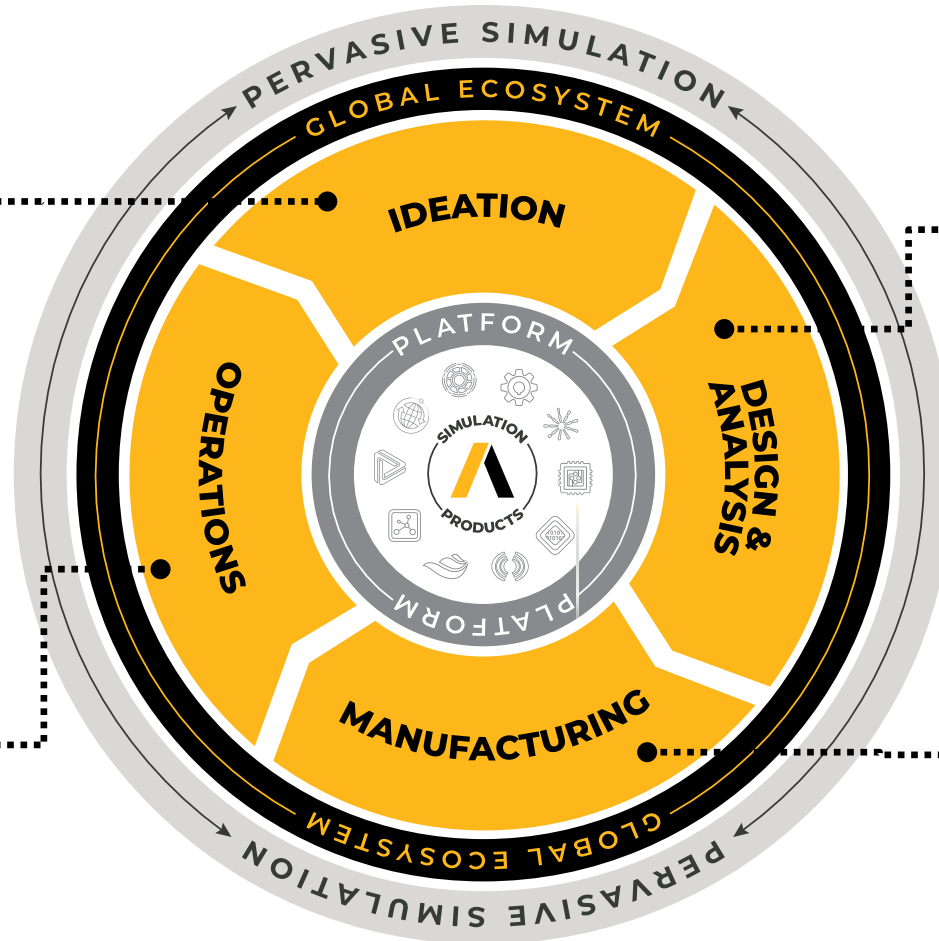 PERVASIVE SIMULATION
GLOBAL ECOSYSTEM
IDEATION
PLATFORM
SIMULATION
PRODUCTS
OPERATIONS
DESIGN &
ANALYSIS
PLATFORM
MANUFACTURING
GLOBAL ECOSYSTEM
PERVASIVE SIMULATION